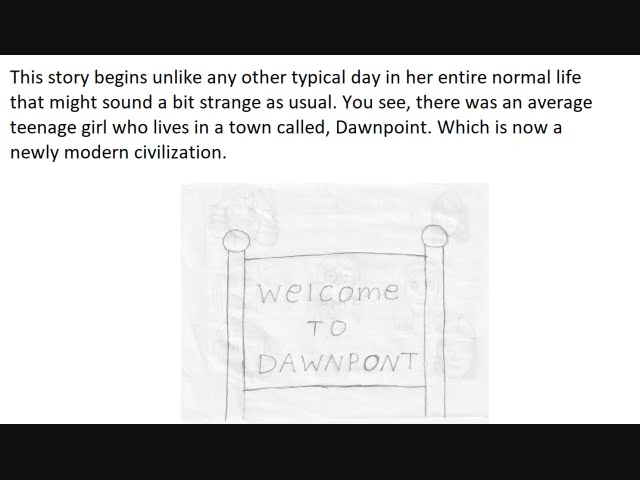 This story begins unlike any other typical day in her entire normal life
that might sound a bit strange as usual. You see, there was an average
teenage girl who lives in a town called, Dawnpoint. Which is now a
newly modern civilization.
Welcome
TO
DAWNPONT